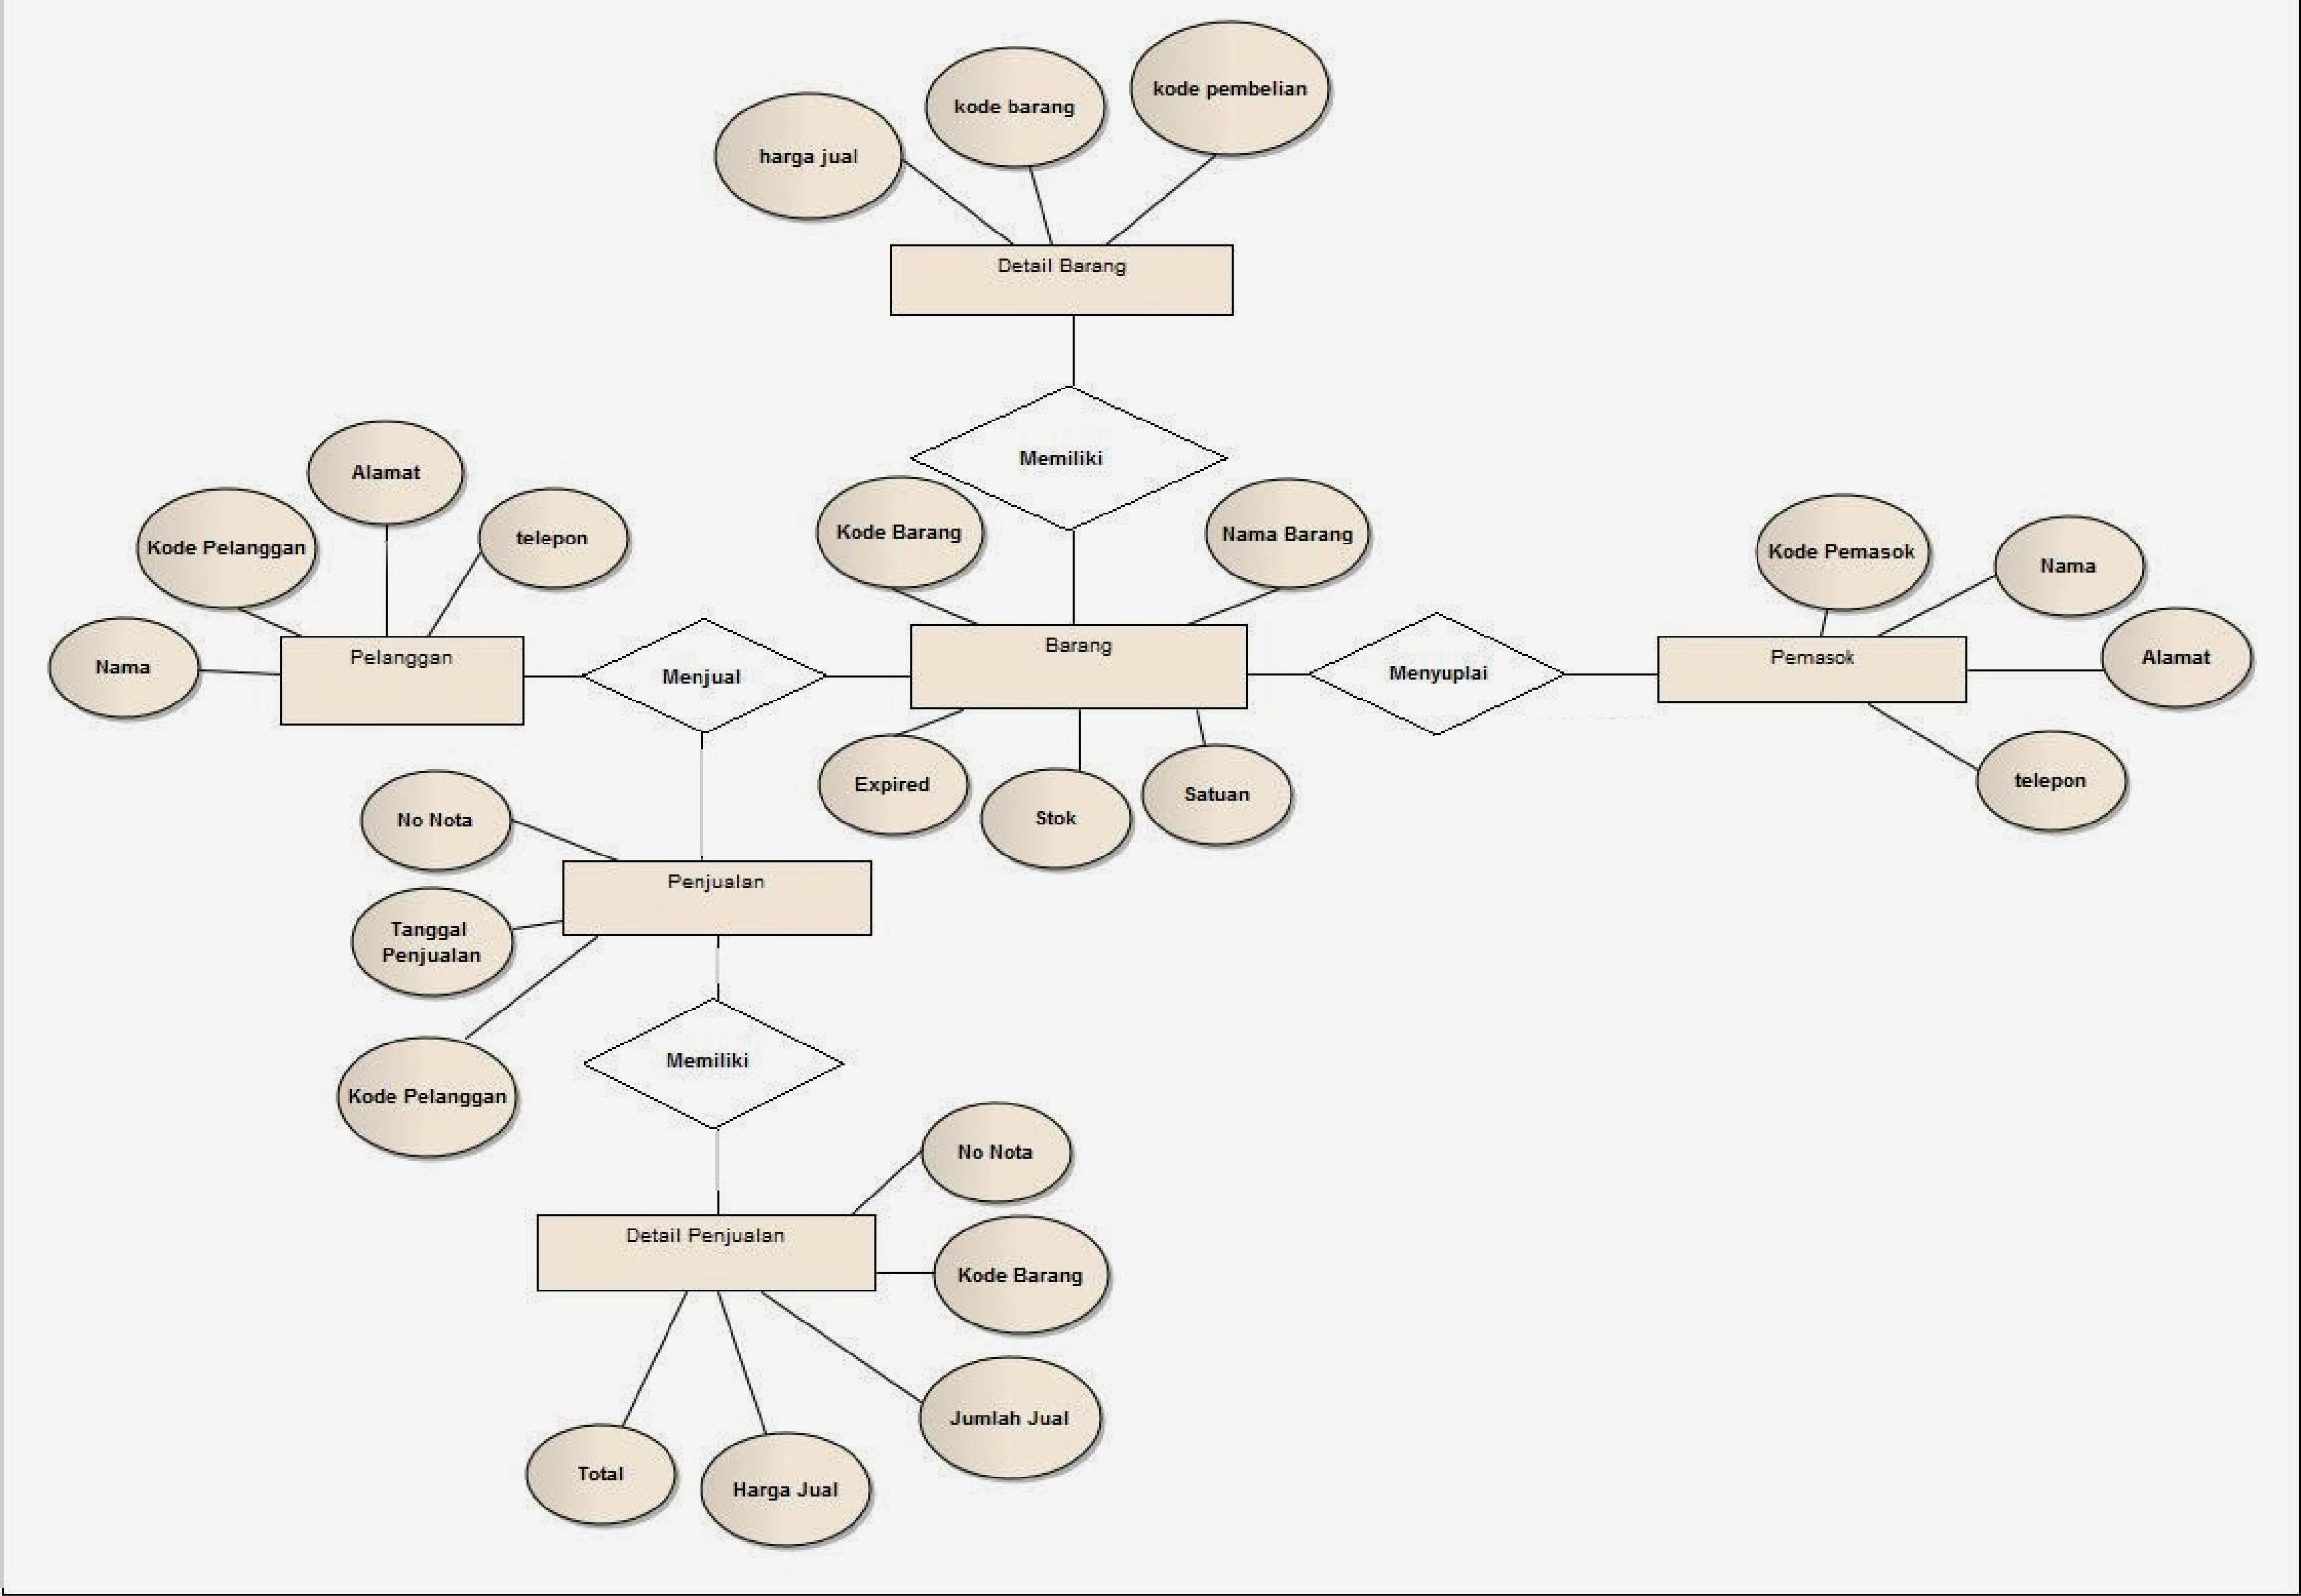 kode pembelian
kode barang
harga jual
Detail Barang
Memiliki
Alamat
Kode Pelanggan
telepon
Nama
Pelanggan
Menjual
Kode Barang
Nama Barang
Barang
Expired
Stok
Satuan
Menyuplai
Kode Pemasok
Nama
Alamat
Pemasok
telepon
No Nota
Penjualan
Tanggal
Penjualan
Kode Pelanggan
Memiliki
No Nota
Detail Penjualan
Kode Barang
Jumlah Jual
Total
Harga Jual